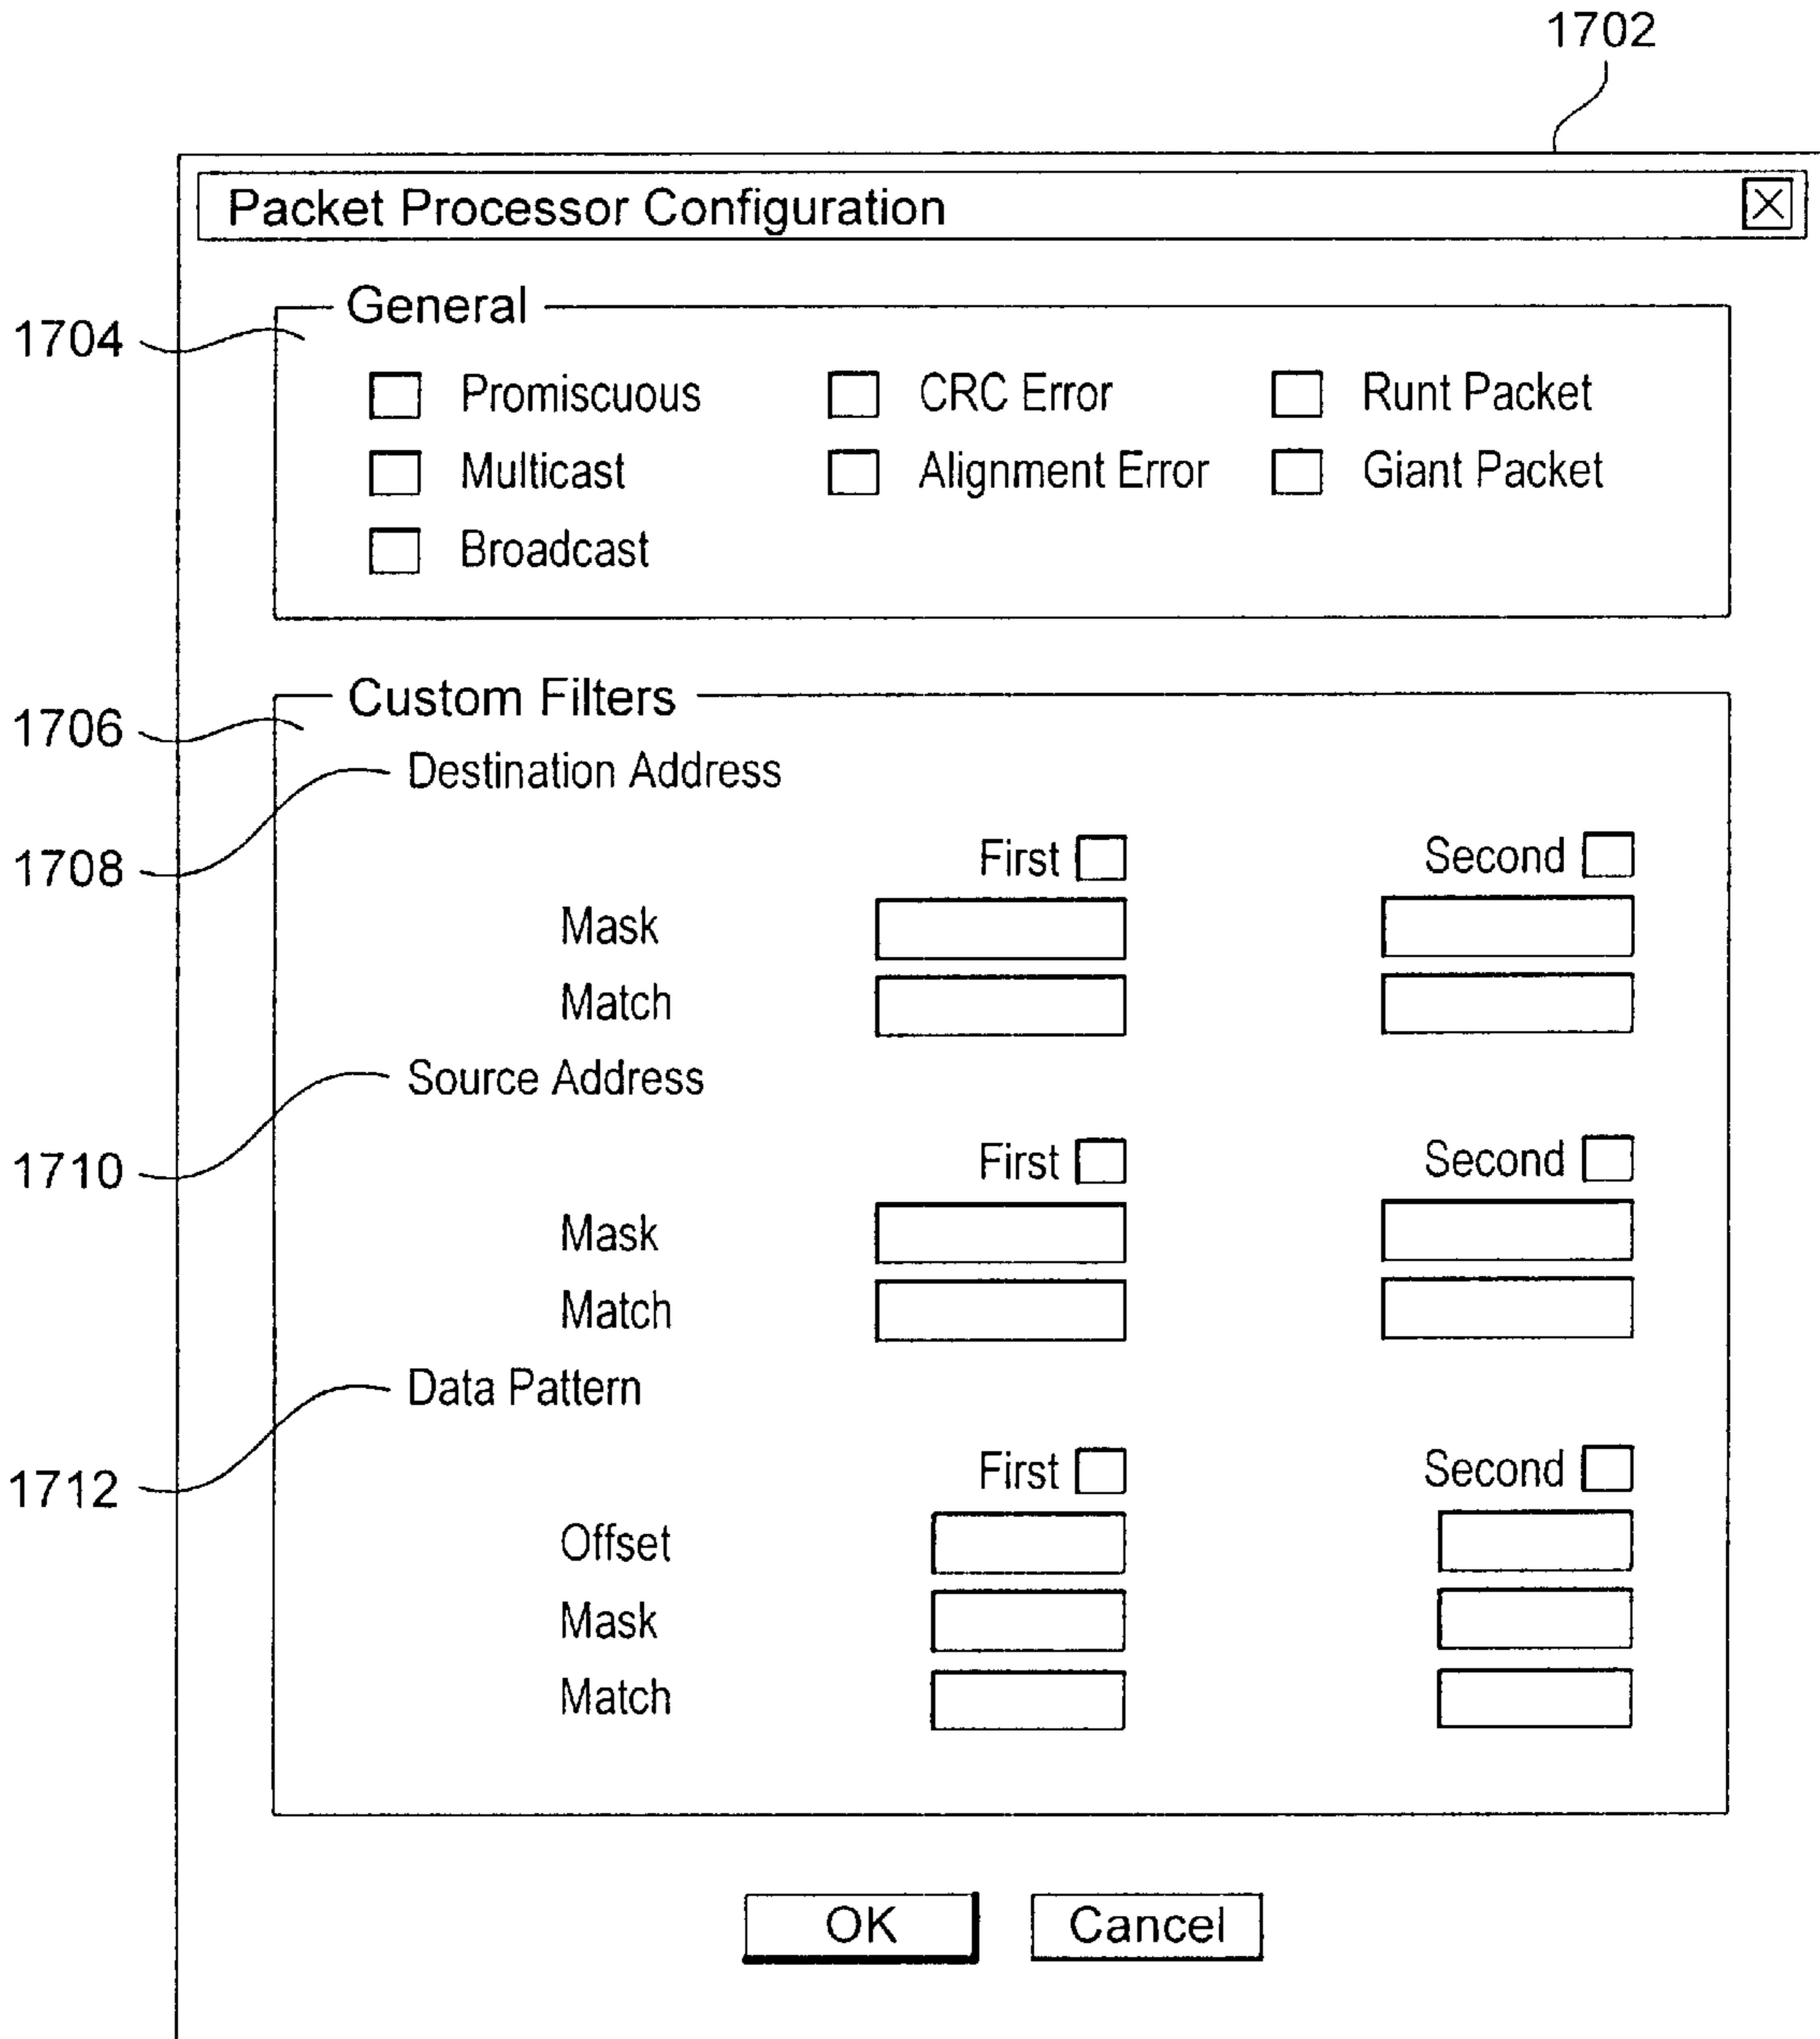 1702
Packet Processor Configuration
General
1704
Promiscuous CRC Error Runt Packet
Multicast Alignment Error Giant Packet
Broadcast
Custom Filters
1706
Destination Address
First Second
1708
Mask
Match
Source Address
First Second
1710
Mask
Match
Data Pattern
First Second
1712
Offset
Mask
Match
OK Cancel